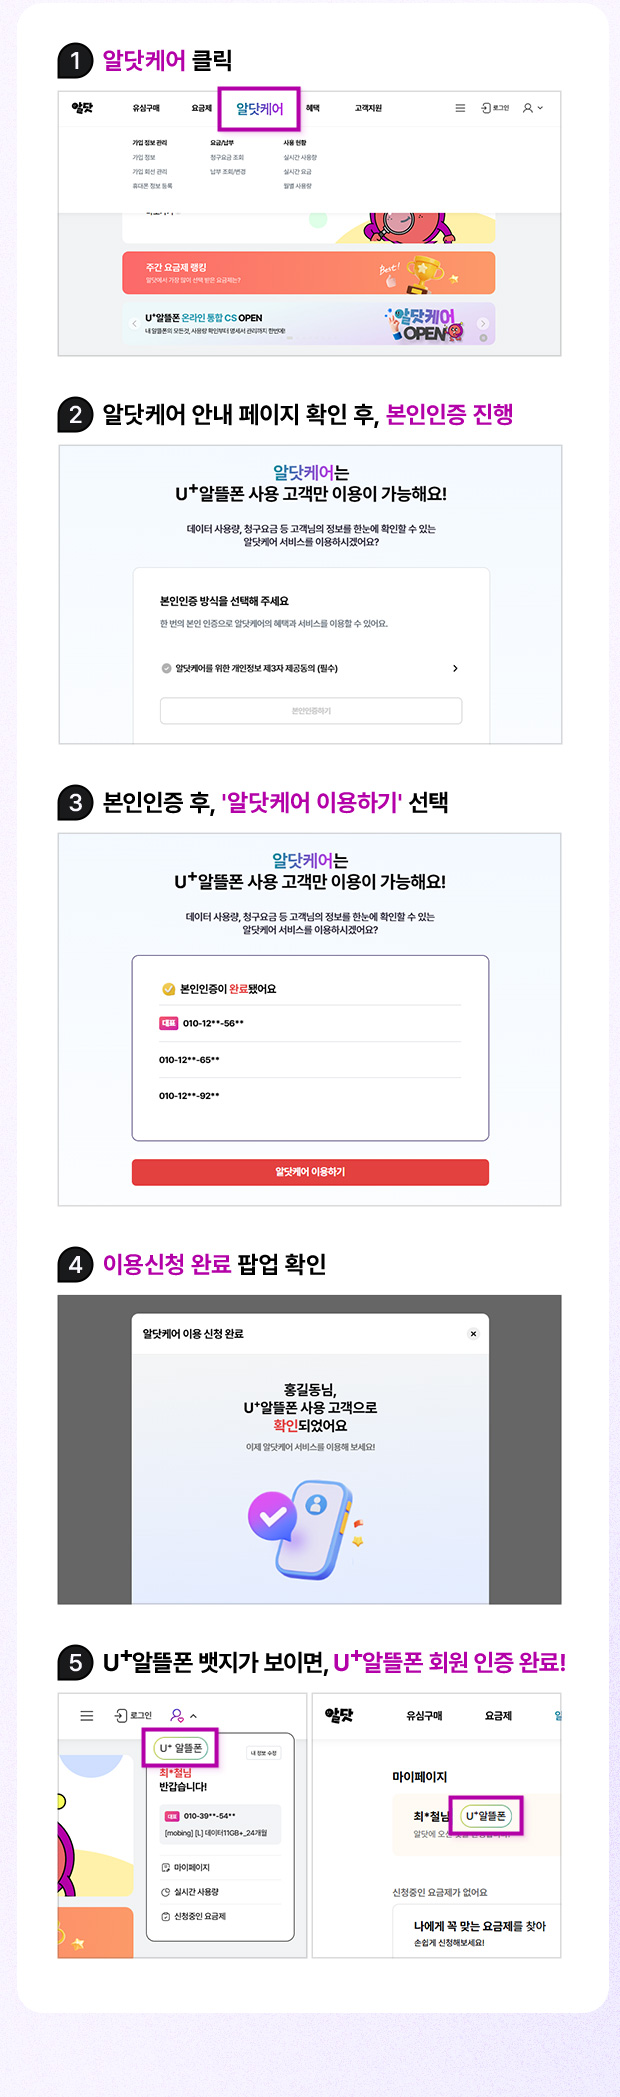 1 알닷케어 클릭
알닷 유심구매 요금제 알닷케어 혜택 고객지원 로그인
가입 정보 관리 요금/납부 사용 현황
가입 정보 청구요금 조회 실시간 사용량
가입 회선 관리 납부 조회/변경 실시간 요금
휴대폰 정보 등록 월별 사용량
주간 요금제 랭킹
알닷에서 가장 많이 선택 받은 요금제는?
Best!
U⁺알뜰폰 온라인 통합 CS OPEN
내 알뜰폰의 모든것, 사용량 확인부터 명세서 관리까지 한번에!
알닷케어
OPEN
2 알닷케어 안내 페이지 확인 후, 본인인증 진행
알닷케어는
U⁺알뜰폰 사용 고객만 이용이 가능해요!
데이터 사용량, 청구요금 등 고객님의 정보를 한눈에 확인할 수 있는
알닷케어 서비스를 이용하시겠어요?
본인인증 방식을 선택해 주세요
한 번의 본인 인증으로 알닷케어의 혜택과 서비스를 이용할 수 있어요.
알닷케어를 위한 개인정보 제3자 제공동의 (필수)
본인인증하기
3 본인인증 후, '알닷케어 이용하기' 선택
알닷케어는
U⁺알뜰폰 사용 고객만 이용이 가능해요!
데이터 사용량, 청구요금 등 고객님의 정보를 한눈에 확인할 수 있는
알닷케어 서비스를 이용하시겠어요?
본인인증이 완료됐어요
대표 010-12**-56**
010-12**-65**
010-12**-92**
알닷케어 이용하기
4 이용신청 완료 팝업 확인
알닷케어 이용 신청 완료
홍길동님,
U⁺알뜰폰 사용 고객으로
확인되었어요
이제 알닷케어 서비스를 이용해 보세요!
5 U⁺알뜰폰 뱃지가 보이면, U⁺알뜰폰 회원 인증 완료!
로그인
U⁺ 알뜰폰
내 정보 수정
최*철님
반갑습니다!
대표 010-39**-54**
[mobing] [L] 데이터11GB+_24개월
마이페이지
실시간 사용량
신청중인 요금제
알닷 유심구매 요금제 알
마이페이지
최*철님 U⁺알뜰폰
알닷에 오신
신청중인 요금제가 없어요
나에게 꼭 맞는 요금제를 찾아
손쉽게 신청해보세요!